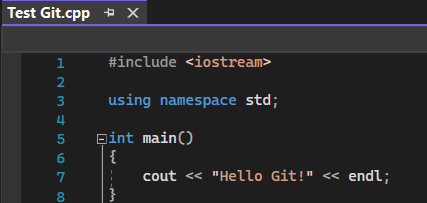 Test Git.cpp
1 #include <iostream>
2
3 using namespace std;
4
5 int main()
6 {
7 cout << "Hello Git!" << endl;
8 }